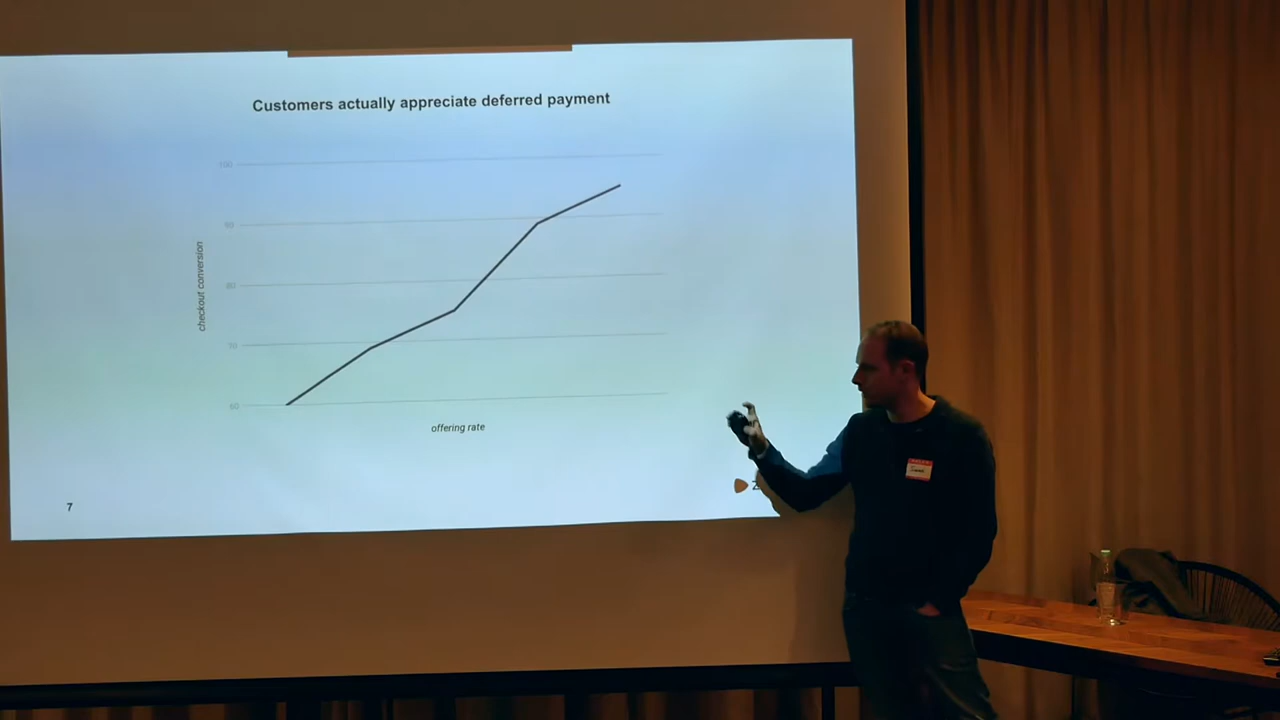 Customers actually appreciate deferred payment
100
90
80
70
60
checkout conversion
offering rate
7